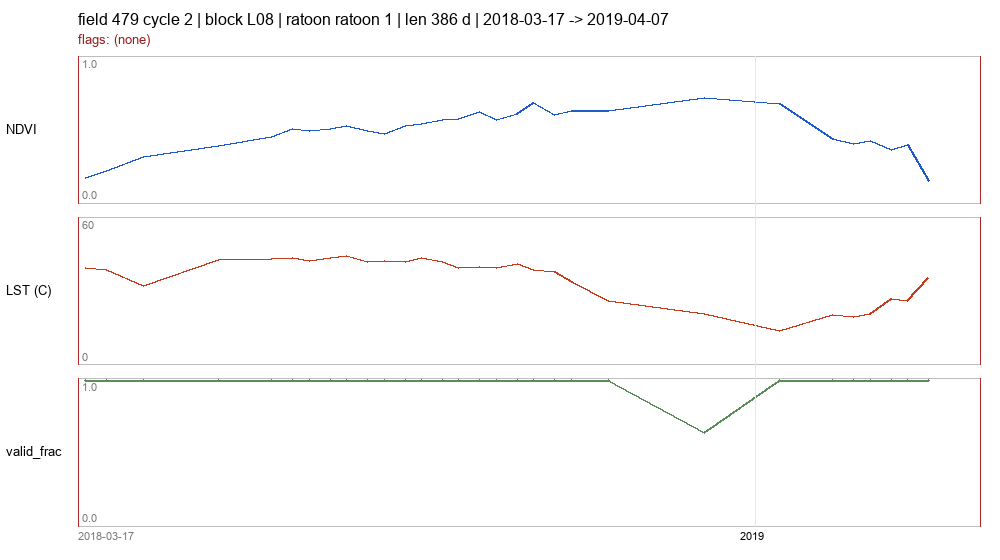 field 479 cycle 2 | block L08 | ratoon ratoon 1 | len 386 d | 2018-03-17 -> 2019-04-07
flags: (none)
1.0
NDVI
0.0
60
LST (C)
0
1.0
valid_frac
0.0
2018-03-17 2019